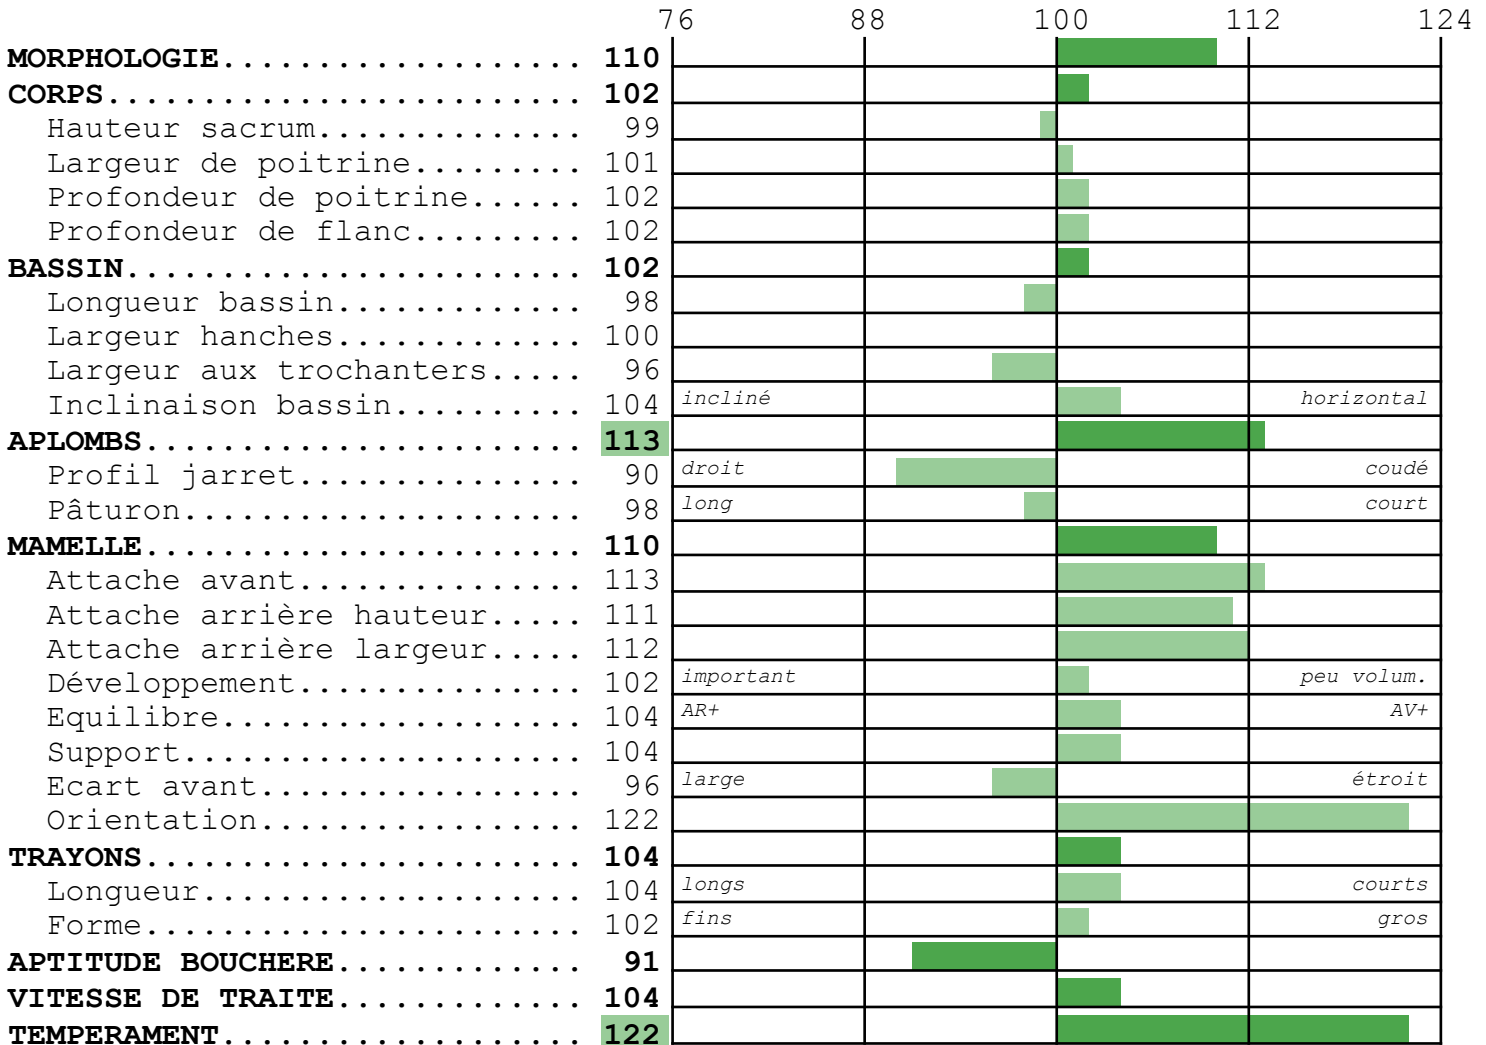 76 88 100 112 124
MORPHOLOGIE................... 110
CORPS......................... 102
Hauteur sacrum.............. 99
Largeur de poitrine......... 101
Profondeur de poitrine...... 102
Profondeur de flanc......... 102
BASSIN........................ 102
Longueur bassin............. 98
Largeur hanches............. 100
Largeur aux trochanters..... 96
Inclinaison bassin.......... 104 incliné horizontal
APLOMBS....................... 113
Profil jarret............... 90 droit coudé
Pâturon..................... 98 long court
MAMELLE....................... 110
Attache avant............... 113
Attache arrière hauteur..... 111
Attache arrière largeur..... 112
Développement............... 102 important peu volum.
Equilibre................... 104 AR+ AV+
Support..................... 104
Ecart avant................. 96 large étroit
Orientation................. 122
TRAYONS....................... 104
Longueur.................... 104 longs courts
Forme....................... 102 fins gros
APTITUDE BOUCHERE............. 91
VITESSE DE TRAITE............. 104
TEMPERAMENT................... 122